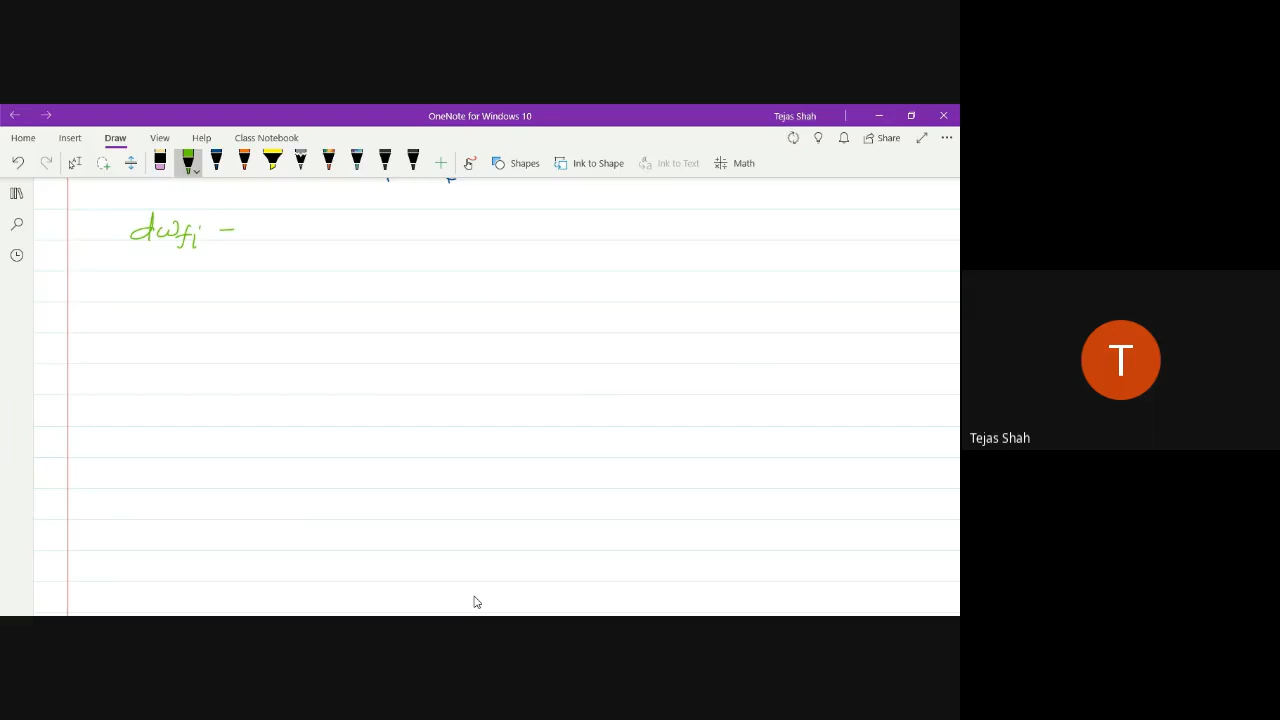 OneNote for Windows 10
Tejas Shah
Home Insert Draw View Help Class Notebook
Share
Shapes Ink to Shape Ink to Text Math
dωfi –
T
Tejas Shah